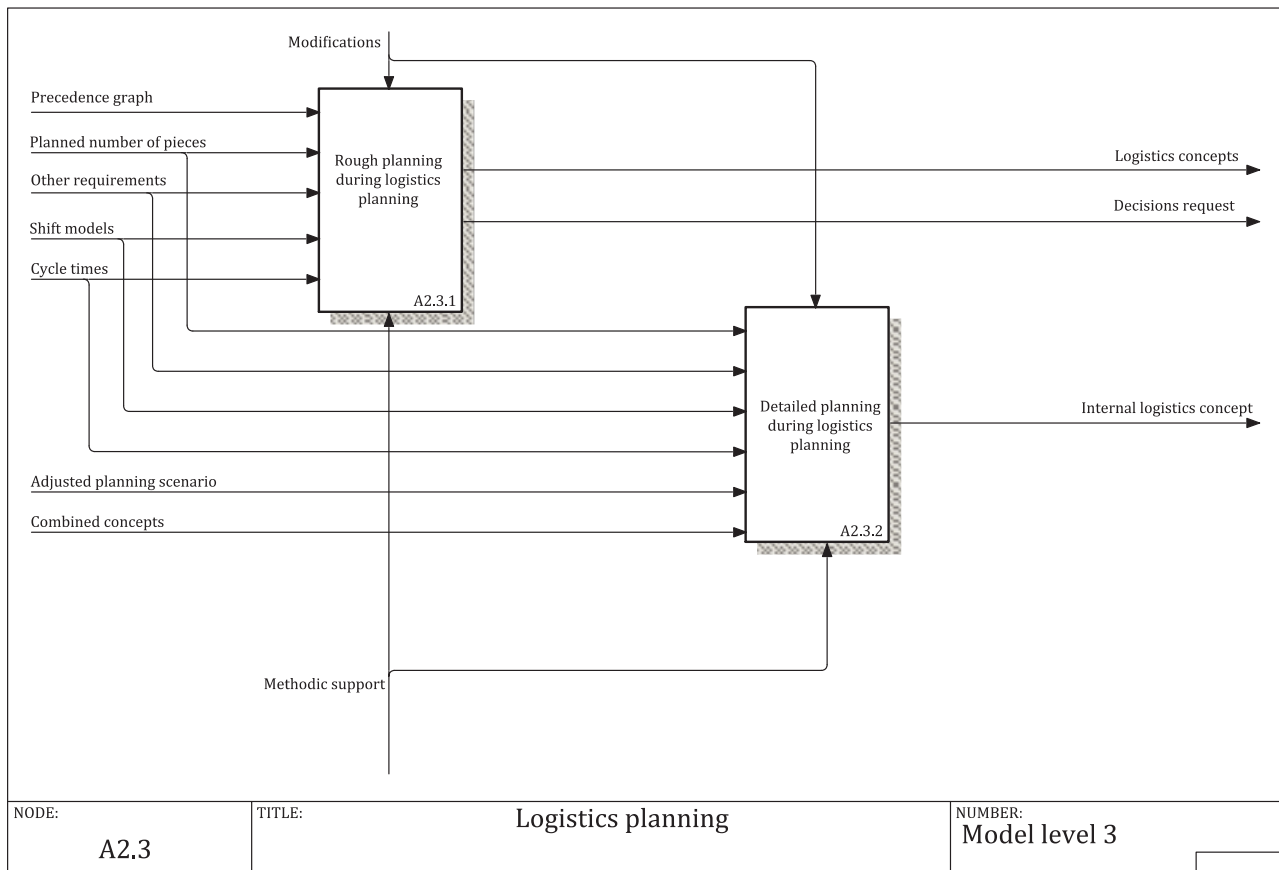 Modifications
Precedence graph
Planned number of pieces
Other requirements
Shift models
Cycle times
Rough planning
during logistics
planning
A2.3.1
Logistics concepts
Decisions request
Detailed planning
during logistics
planning
A2.3.2
Internal logistics concept
Adjusted planning scenario
Combined concepts
Methodic support
NODE:
A2.3
TITLE:
Logistics planning
NUMBER:
Model level 3